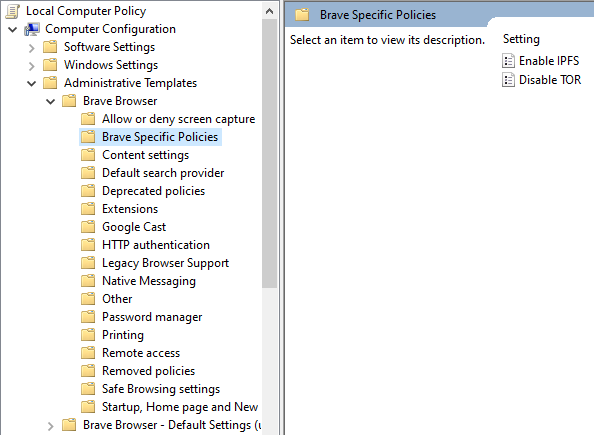 Local Computer Policy
Computer Configuration
Software Settings
Windows Settings
Administrative Templates
Brave Browser
Allow or deny screen capture
Brave Specific Policies
Content settings
Default search provider
Deprecated policies
Extensions
Google Cast
HTTP authentication
Legacy Browser Support
Native Messaging
Other
Password manager
Printing
Remote access
Removed policies
Safe Browsing settings
Startup, Home page and New
Brave Browser - Default Settings (u
Brave Specific Policies
Select an item to view its description.
Setting
Enable IPFS
Disable TOR